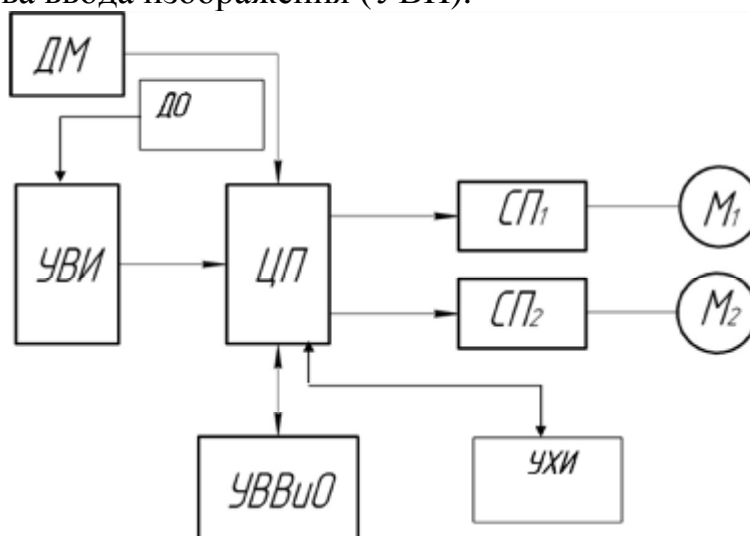 ва ввода изображения (УВИ).
ДМ
ДО
УВИ
ЦП
СП1
М1
СП2
М2
УВВиО
УХИ